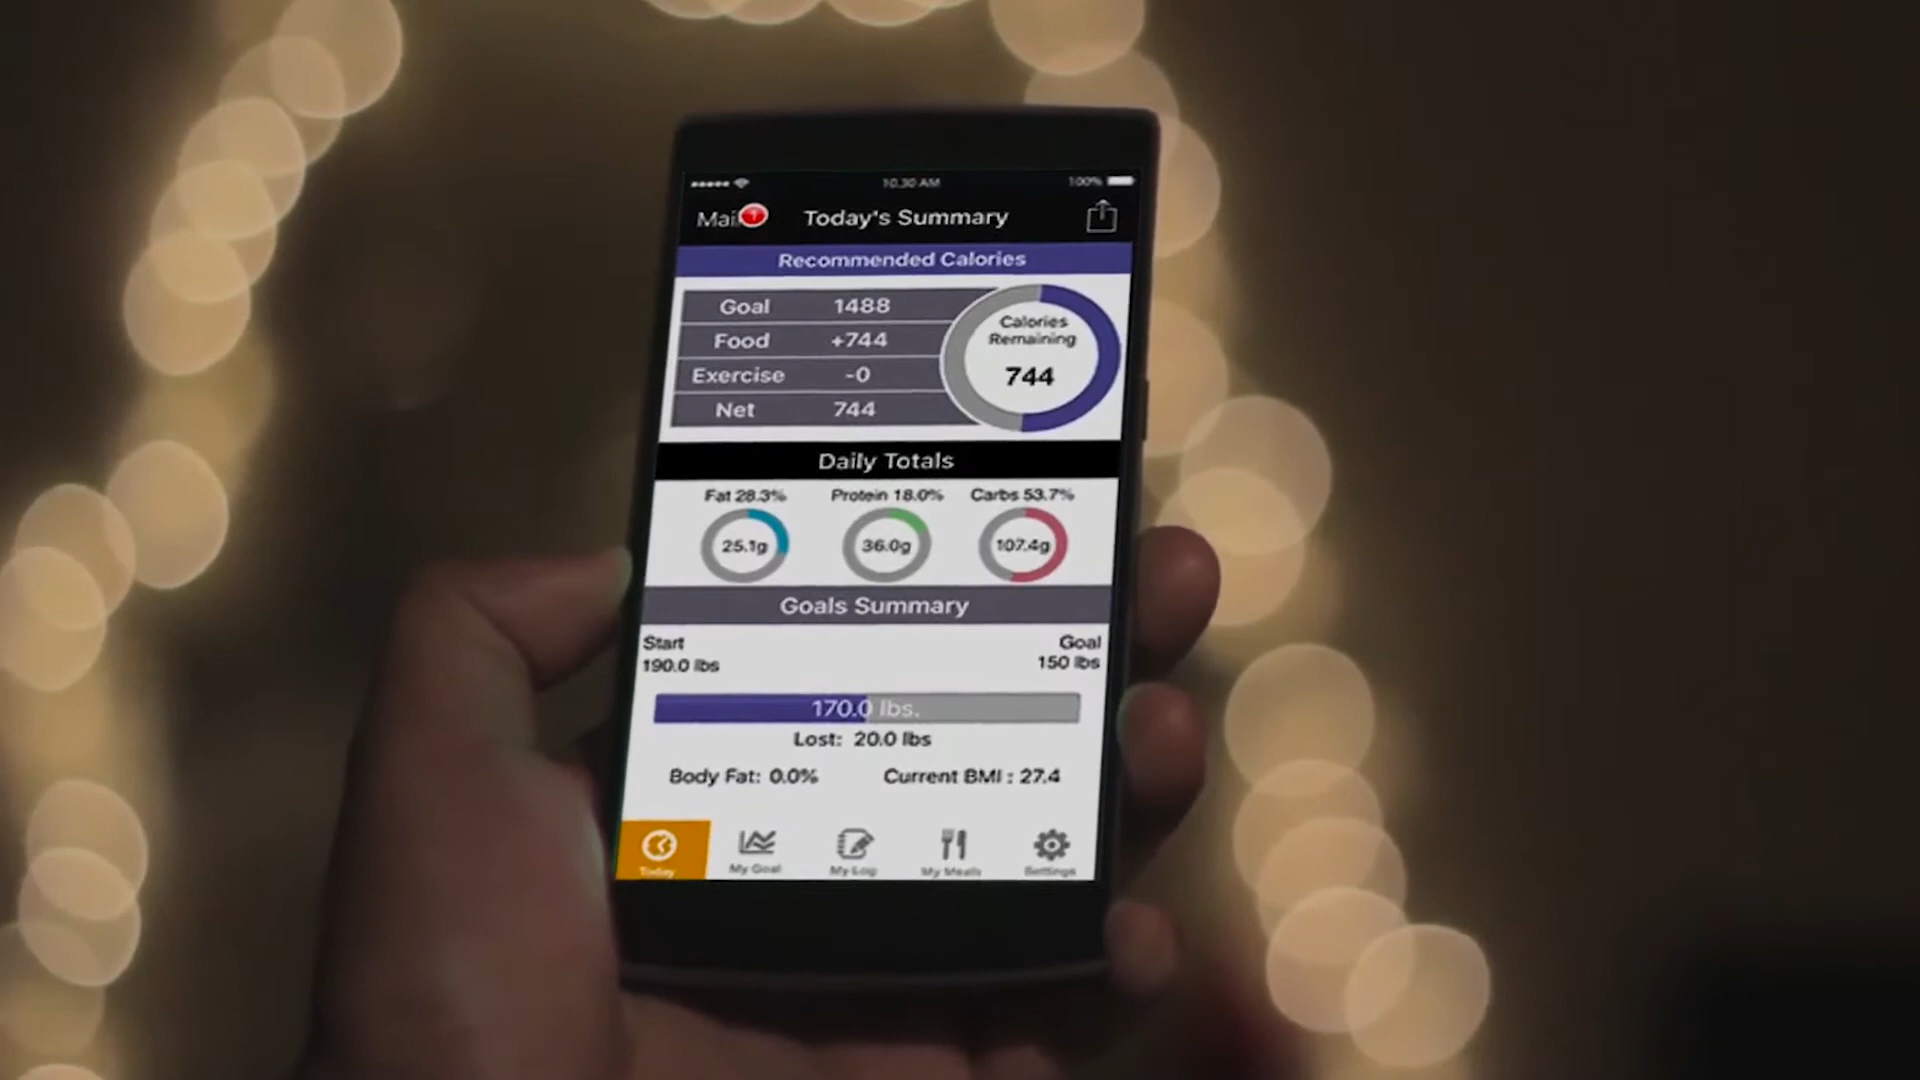 10.30 AM 100%
Mail 1 Today's Summary
Recommended Calories
Goal 1488
Food +744
Exercise -0
Net 744
Calories
Remaining
744
Daily Totals
Fat 28.3% Protein 18.0% Carbs 53.7%
25.1g 36.0g 107.4g
Goals Summary
Start Goal
190.0 lbs 150 lbs
170.0 lbs.
Lost: 20.0 lbs
Body Fat: 0.0% Current BMI : 27.4
Today My Goal My Log My Meals Settings